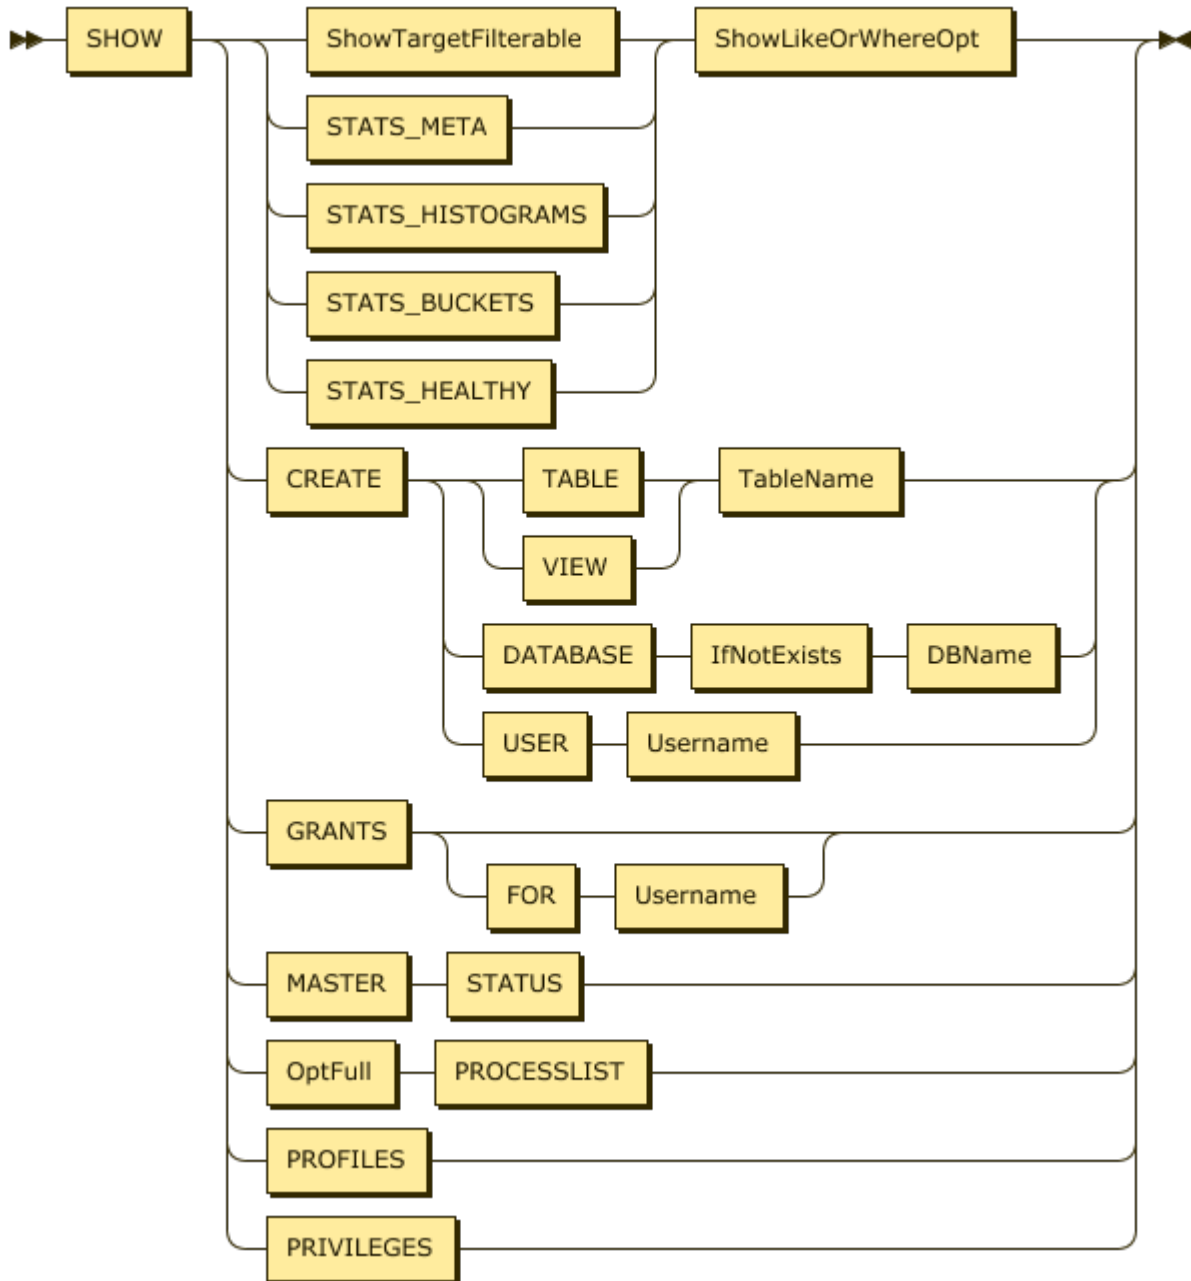 SHOW ShowTargetFilterable ShowLikeOrWhereOpt
STATS_META
STATS_HISTOGRAMS
STATS_BUCKETS
STATS_HEALTHY
CREATE TABLE TableName
VIEW
DATABASE IfNotExists DBName
USER Username
GRANTS
FOR Username
MASTER STATUS
OptFull PROCESSLIST
PROFILES
PRIVILEGES